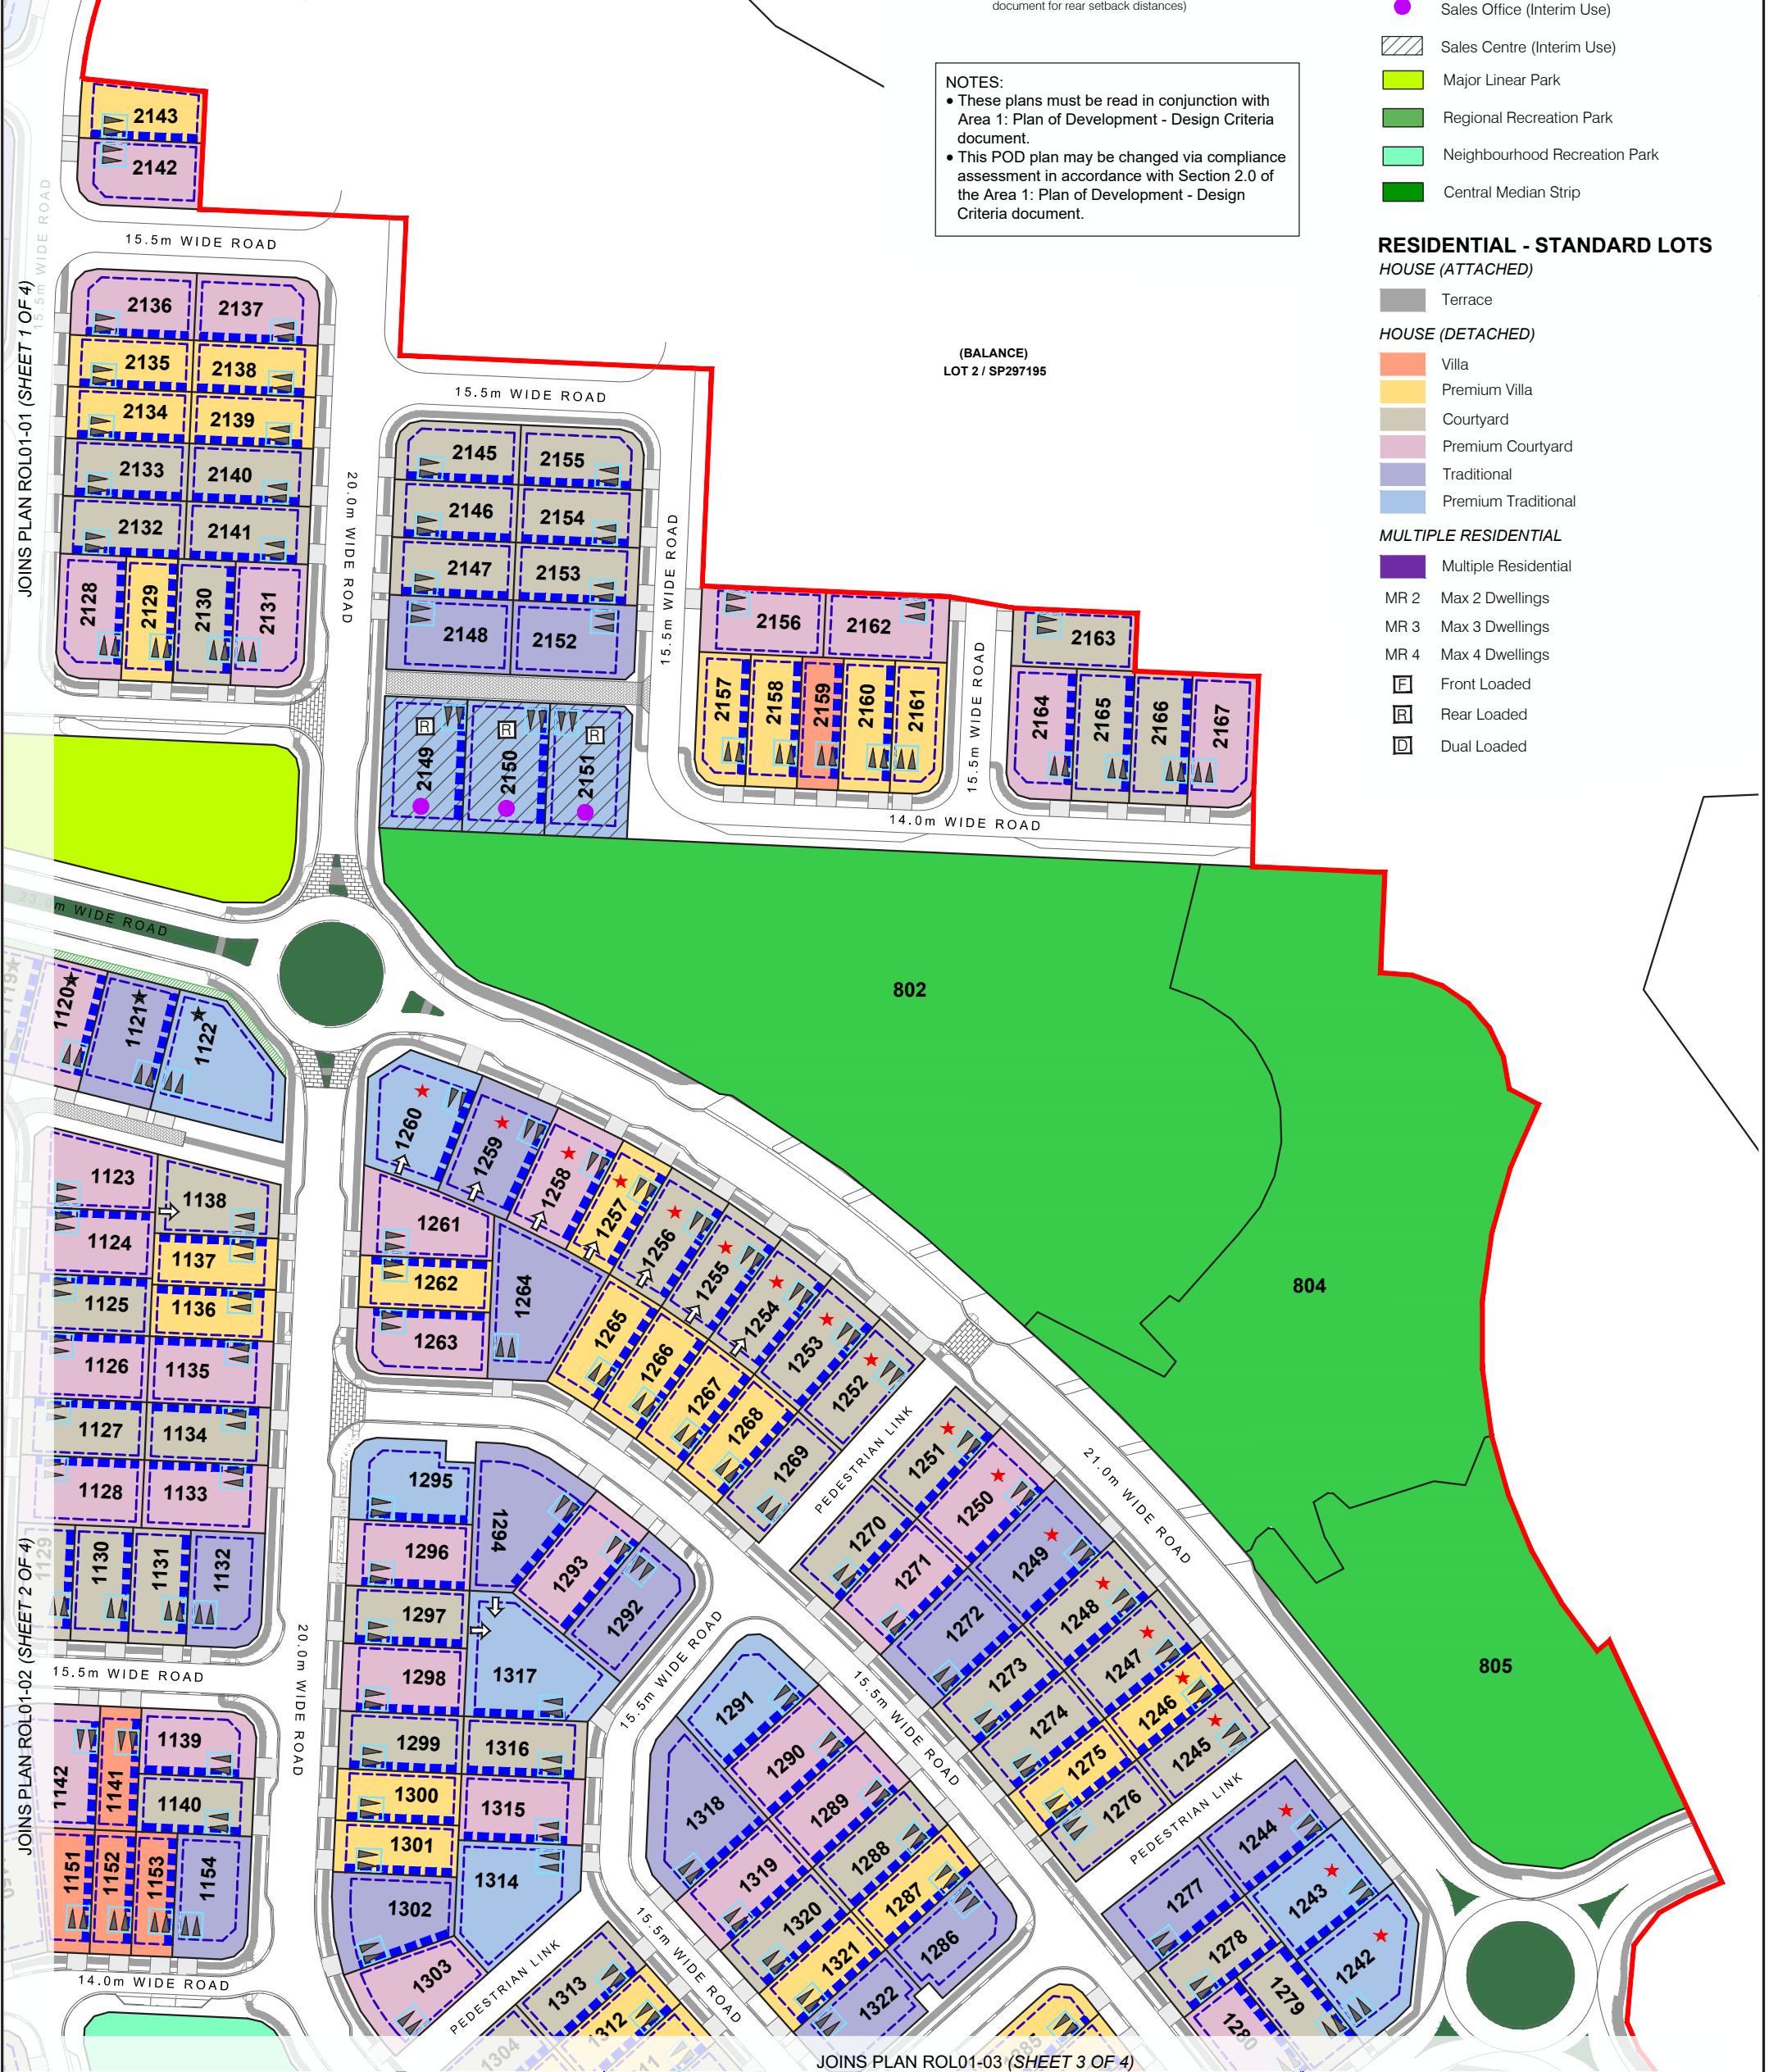 document for rear setback distances)
NOTES:
• These plans must be read in conjunction with
Area 1: Plan of Development - Design Criteria
document.
• This POD plan may be changed via compliance
assessment in accordance with Section 2.0 of
the Area 1: Plan of Development - Design
Criteria document.
Sales Office (Interim Use)
Sales Centre (Interim Use)
Major Linear Park
Regional Recreation Park
Neighbourhood Recreation Park
Central Median Strip
RESIDENTIAL - STANDARD LOTS
HOUSE (ATTACHED)
Terrace
HOUSE (DETACHED)
Villa
Premium Villa
Courtyard
Premium Courtyard
Traditional
Premium Traditional
MULTIPLE RESIDENTIAL
Multiple Residential
MR 2 Max 2 Dwellings
MR 3 Max 3 Dwellings
MR 4 Max 4 Dwellings
F Front Loaded
R Rear Loaded
D Dual Loaded
(BALANCE)
LOT 2 / SP297195
JOINS PLAN ROL01-01 (SHEET 1 OF 4)
15.5m WIDE ROAD
2143
2142
15.5m WIDE ROAD
2136
2137
2135
2138
2134
2139
2133
2140
2132
2141
2128
2129
2130
2131
20.0m WIDE ROAD
15.5m WIDE ROAD
2145
2155
2146
2154
2147
2153
2148
2152
R
R
R
2149
2150
2151
15.5m WIDE ROAD
2156
2162
2157
2158
2159
2160
2161
15.5m WIDE ROAD
2163
2164
2165
2166
2167
14.0m WIDE ROAD
23.0m WIDE ROAD
802
804
805
1119
1120
1121
1122
1123
1138
1124
1137
1125
1136
1126
1135
1127
1134
1128
1133
1129
1130
1131
1132
JOINS PLAN ROL01-02 (SHEET 2 OF 4)
15.5m WIDE ROAD
20.0m WIDE ROAD
1142
1141
1139
1140
1151
1152
1153
1154
14.0m WIDE ROAD
1260
1259
1258
1257
1256
1255
1254
1253
1252
1261
1262
1263
1264
1265
1266
1267
1268
1269
PEDESTRIAN LINK
21.0m WIDE ROAD
1251
1250
1249
1248
1247
1246
1245
1270
1271
1272
1273
1274
1275
1276
PEDESTRIAN LINK
1244
1243
1242
1277
1278
1279
1280
1295
1294
1296
1293
1292
1297
1298
1317
1299
1316
1300
1315
1301
1314
1302
1303
15.5m WIDE ROAD
15.5m WIDE ROAD
1291
1290
1318
1289
1319
1288
1320
1287
1321
1286
1322
15.5m WIDE ROAD
PEDESTRIAN LINK
1313
1312
1304
JOINS PLAN ROL01-03 (SHEET 3 OF 4)